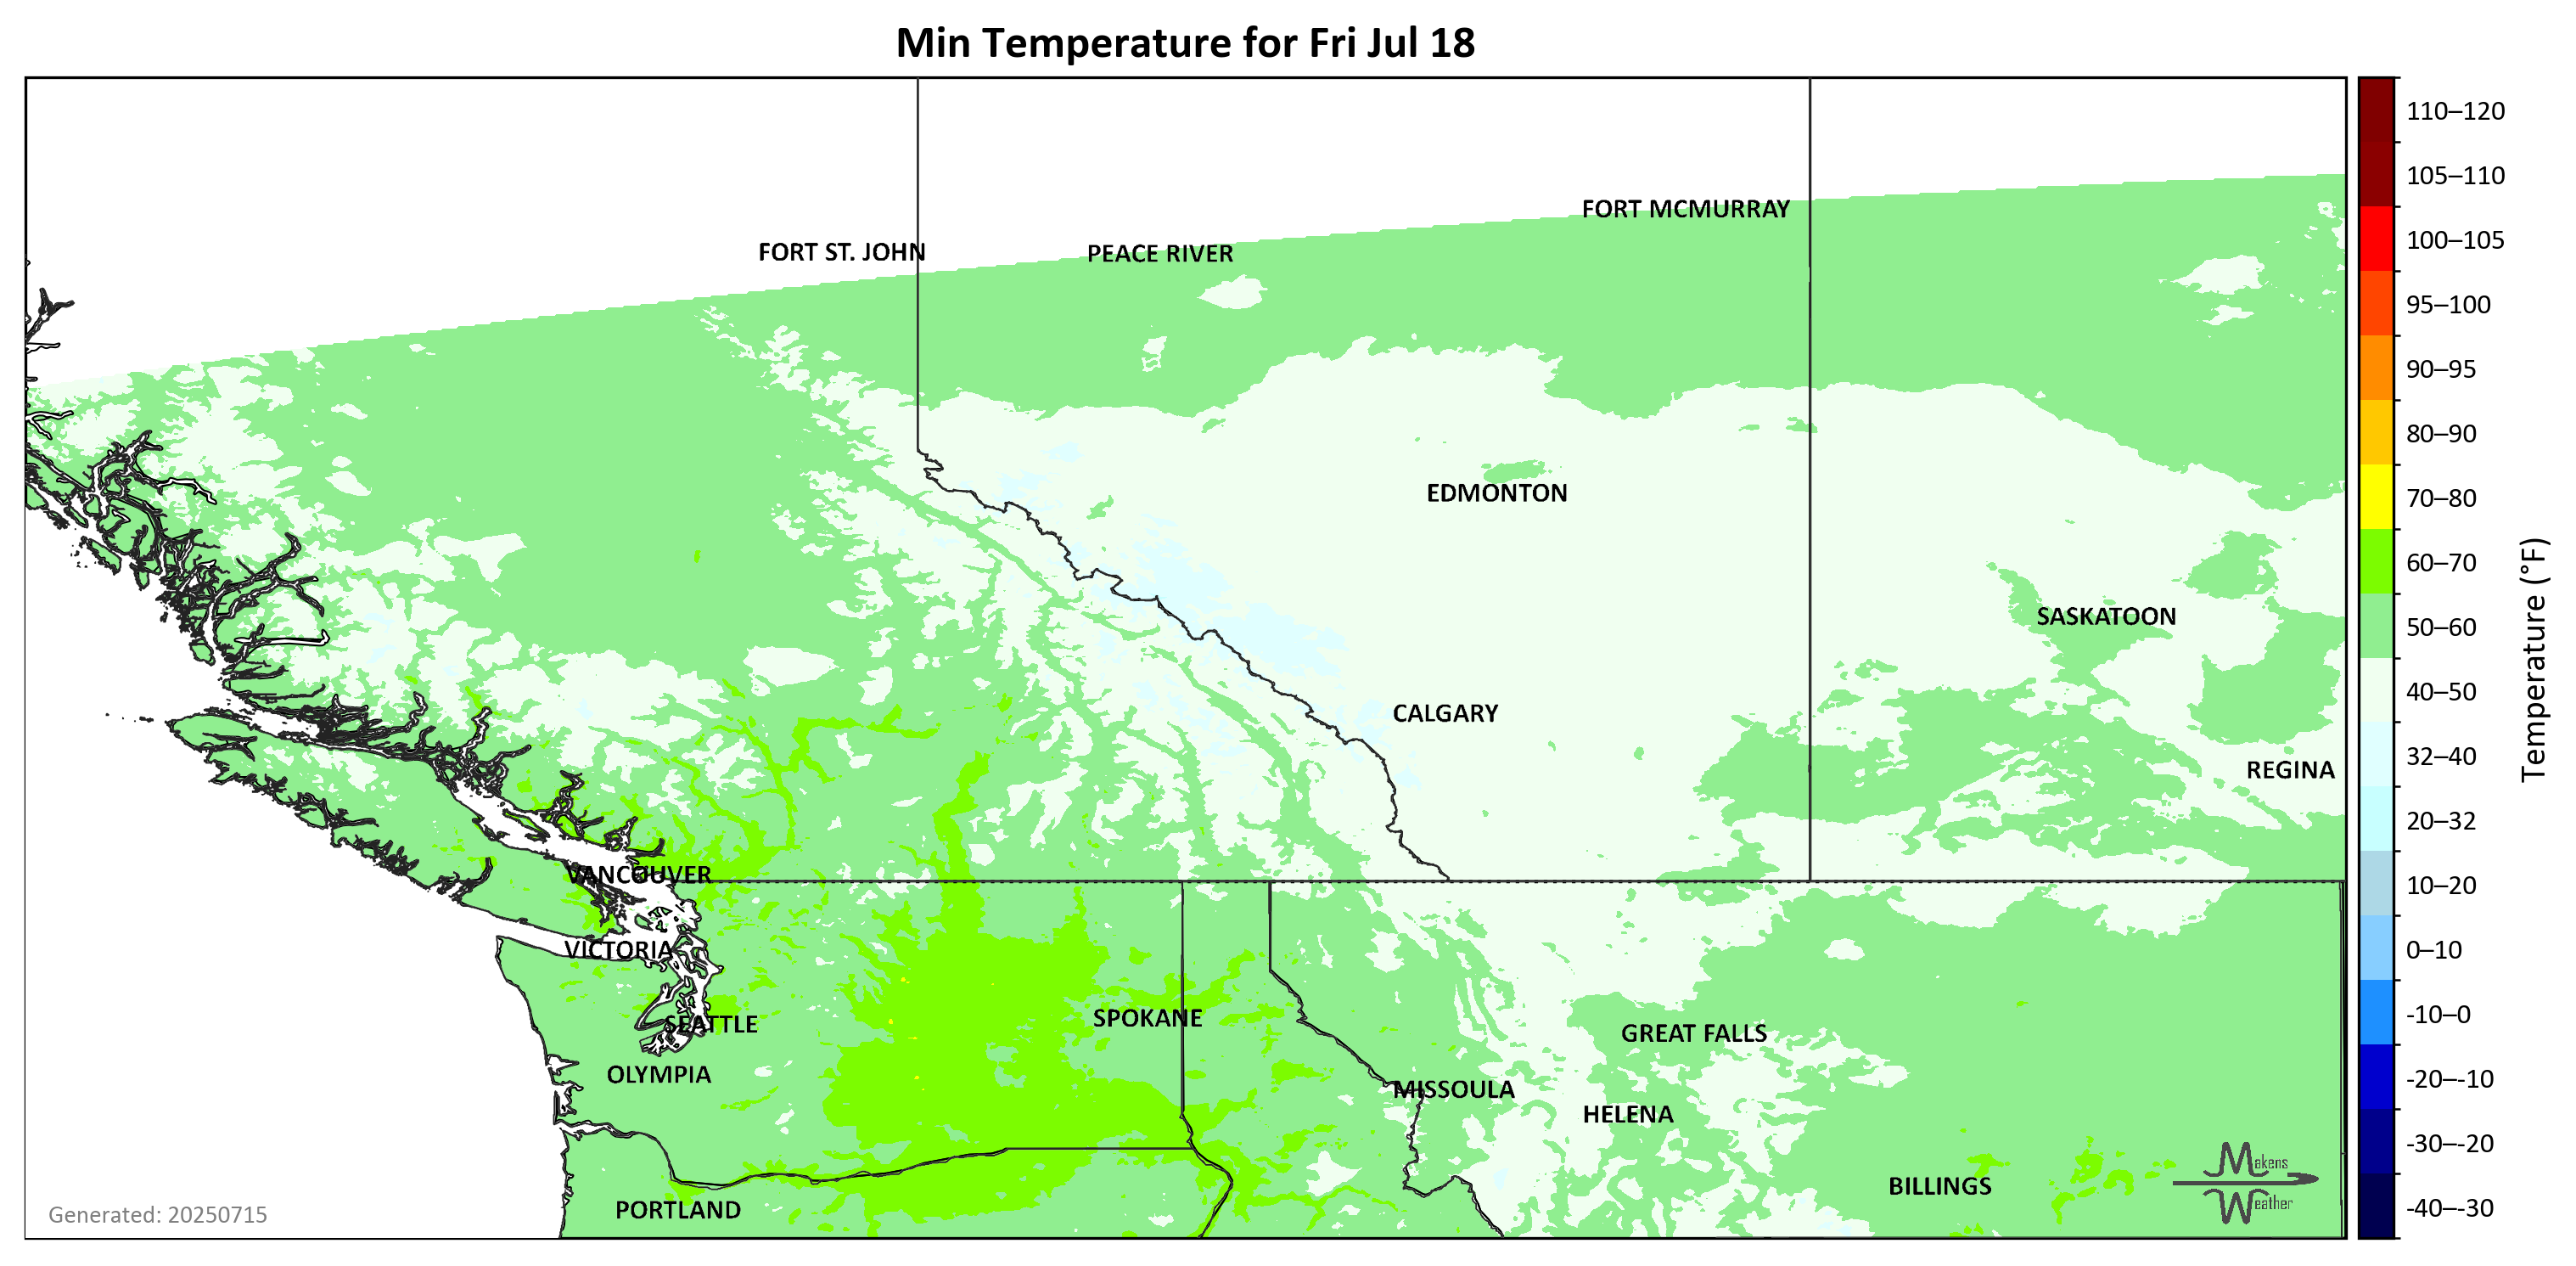 Min Temperature for Fri Jul 18
110–120
105–110
100–105
95–100
90–95
80–90
70–80
60–70
50–60
40–50
32–40
20–32
10–20
0–10
-10–0
-20–-10
-30–-20
-40–-30
Temperature (°F)
FORT MCMURRAY
FORT ST. JOHN
PEACE RIVER
EDMONTON
SASKATOON
CALGARY
REGINA
VANCOUVER
VICTORIA
SEATTLE
SPOKANE
GREAT FALLS
OLYMPIA
MISSOULA
HELENA
BILLINGS
PORTLAND
Makens
Weather
Generated: 20250715